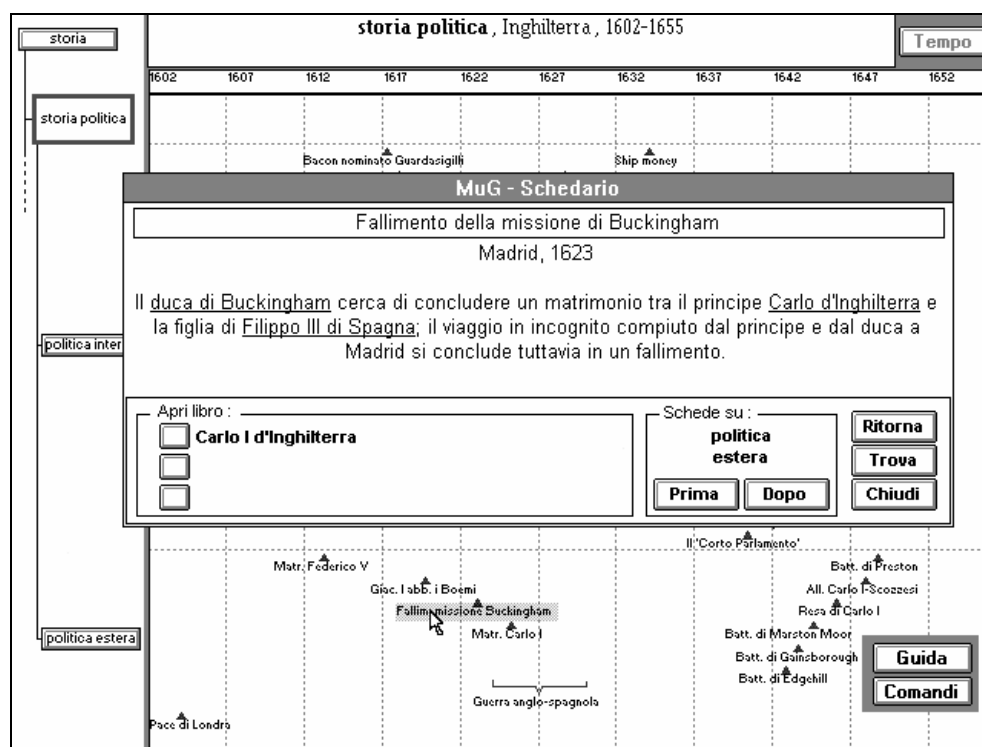 storia
storia politica , Inghilterra , 1602-1655
Tempo
1602 1607 1612 1617 1622 1627 1632 1637 1642 1647 1652
storia politica
Bacon nominato Guardasigilli
Ship money
MuG - Schedario
Fallimento della missione di Buckingham
Madrid, 1623
Il duca di Buckingham cerca di concludere un matrimonio tra il principe Carlo d'Inghilterra e
la figlia di Filippo III di Spagna; il viaggio in incognito compiuto dal principe e dal duca a
Madrid si conclude tuttavia in un fallimento.
politica inter
Apri libro :
Carlo I d'Inghilterra
Schede su :
politica
estera
Prima
Dopo
Ritorna
Trova
Chiudi
Il 'Corto Parlamento'
Matr. Federico V
Batt. di Preston
Giac. I abb. i Boemi
All. Carlo I-Scozzesi
Fallim. missione Buckingham
Resa di Carlo I
politica estera
Matr. Carlo I
Batt. di Marston Moor
Batt. di Gainsborough
Batt. di Edgehill
Guida
Comandi
Guerra anglo-spagnola
Pace di Londra